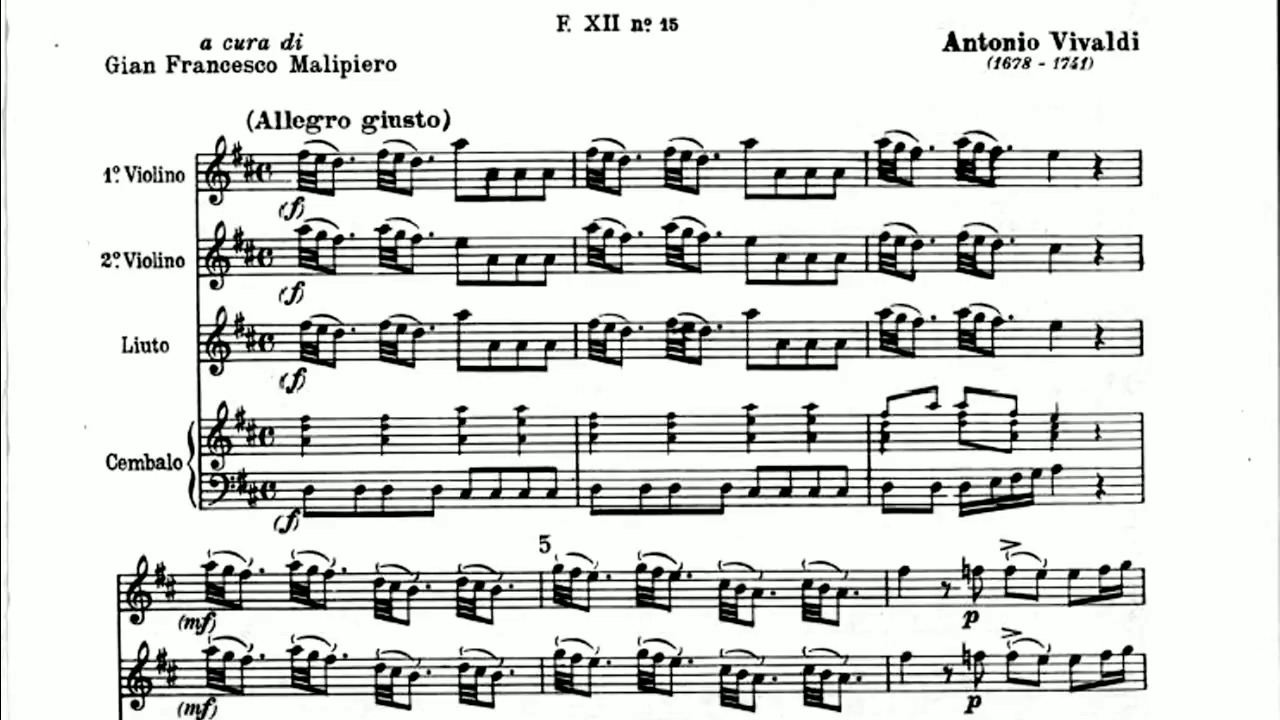 F. XII nº 15
a cura di
Gian Francesco Malipiero
Antonio Vivaldi
(1678 - 1741)
(Allegro giusto)
1º. Violino
(f)
2º. Violino
(f)
Liuto
(f)
Cembalo
(f)
5
(mf)
p
(mf)
p